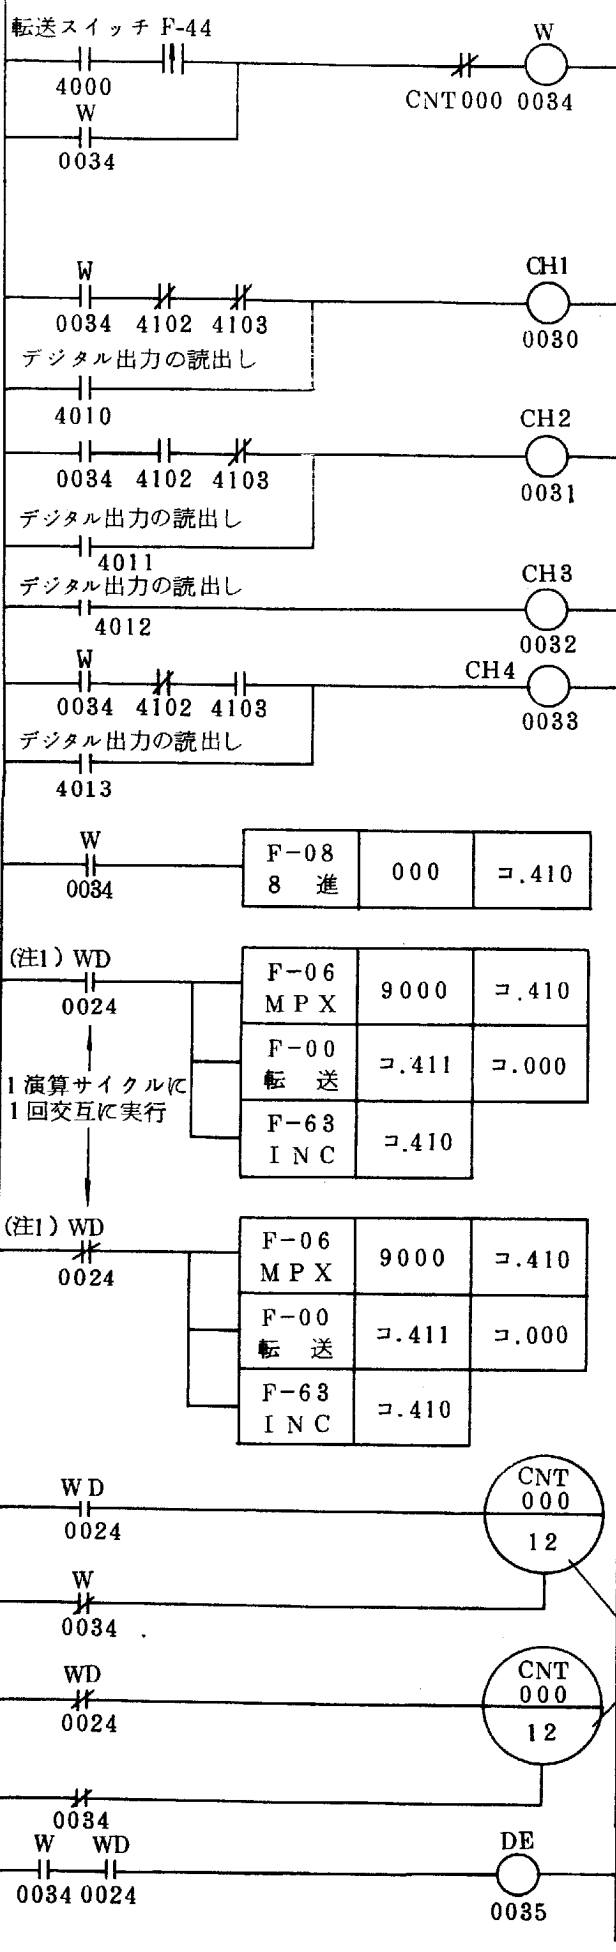 転送スイッチ F-44
W
4000
CNT000 0034
W
0034
W
CH1
0034 4102 4103
0030
デジタル出力の読出し
4010
CH2
0034 4102 4103
0031
デジタル出力の読出し
4011
デジタル出力の読出し
CH3
4012
0032
W
CH4
0034 4102 4103
0033
デジタル出力の読出し
4013
W
0034
F-08 8 進
000
コ.410
(注1) WD
0024
F-06 MPX
9000
コ.410
F-00 転 送
コ.411
コ.000
F-63 INC
コ.410
1演算サイクルに
1回交互に実行
(注1) WD
0024
F-06 MPX
9000
コ.410
F-00 転 送
コ.411
コ.000
F-63 INC
コ.410
WD
0024
CNT
000
12
W
0034
WD
0024
CNT
000
12
0034
W WD
0034 0024
DE
0035